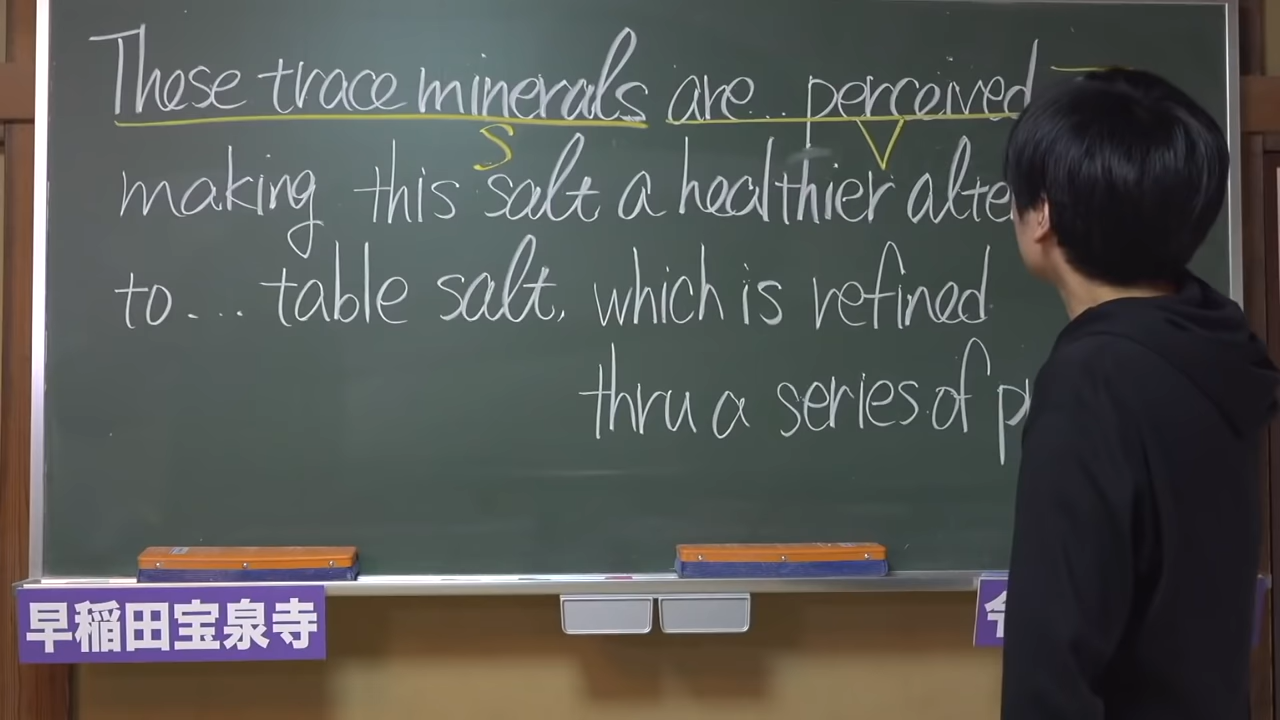 These trace minerals are... perceived
S
V
making this salt a healthier
to... table salt, which is refined
thru a series of
早稲田宝泉寺